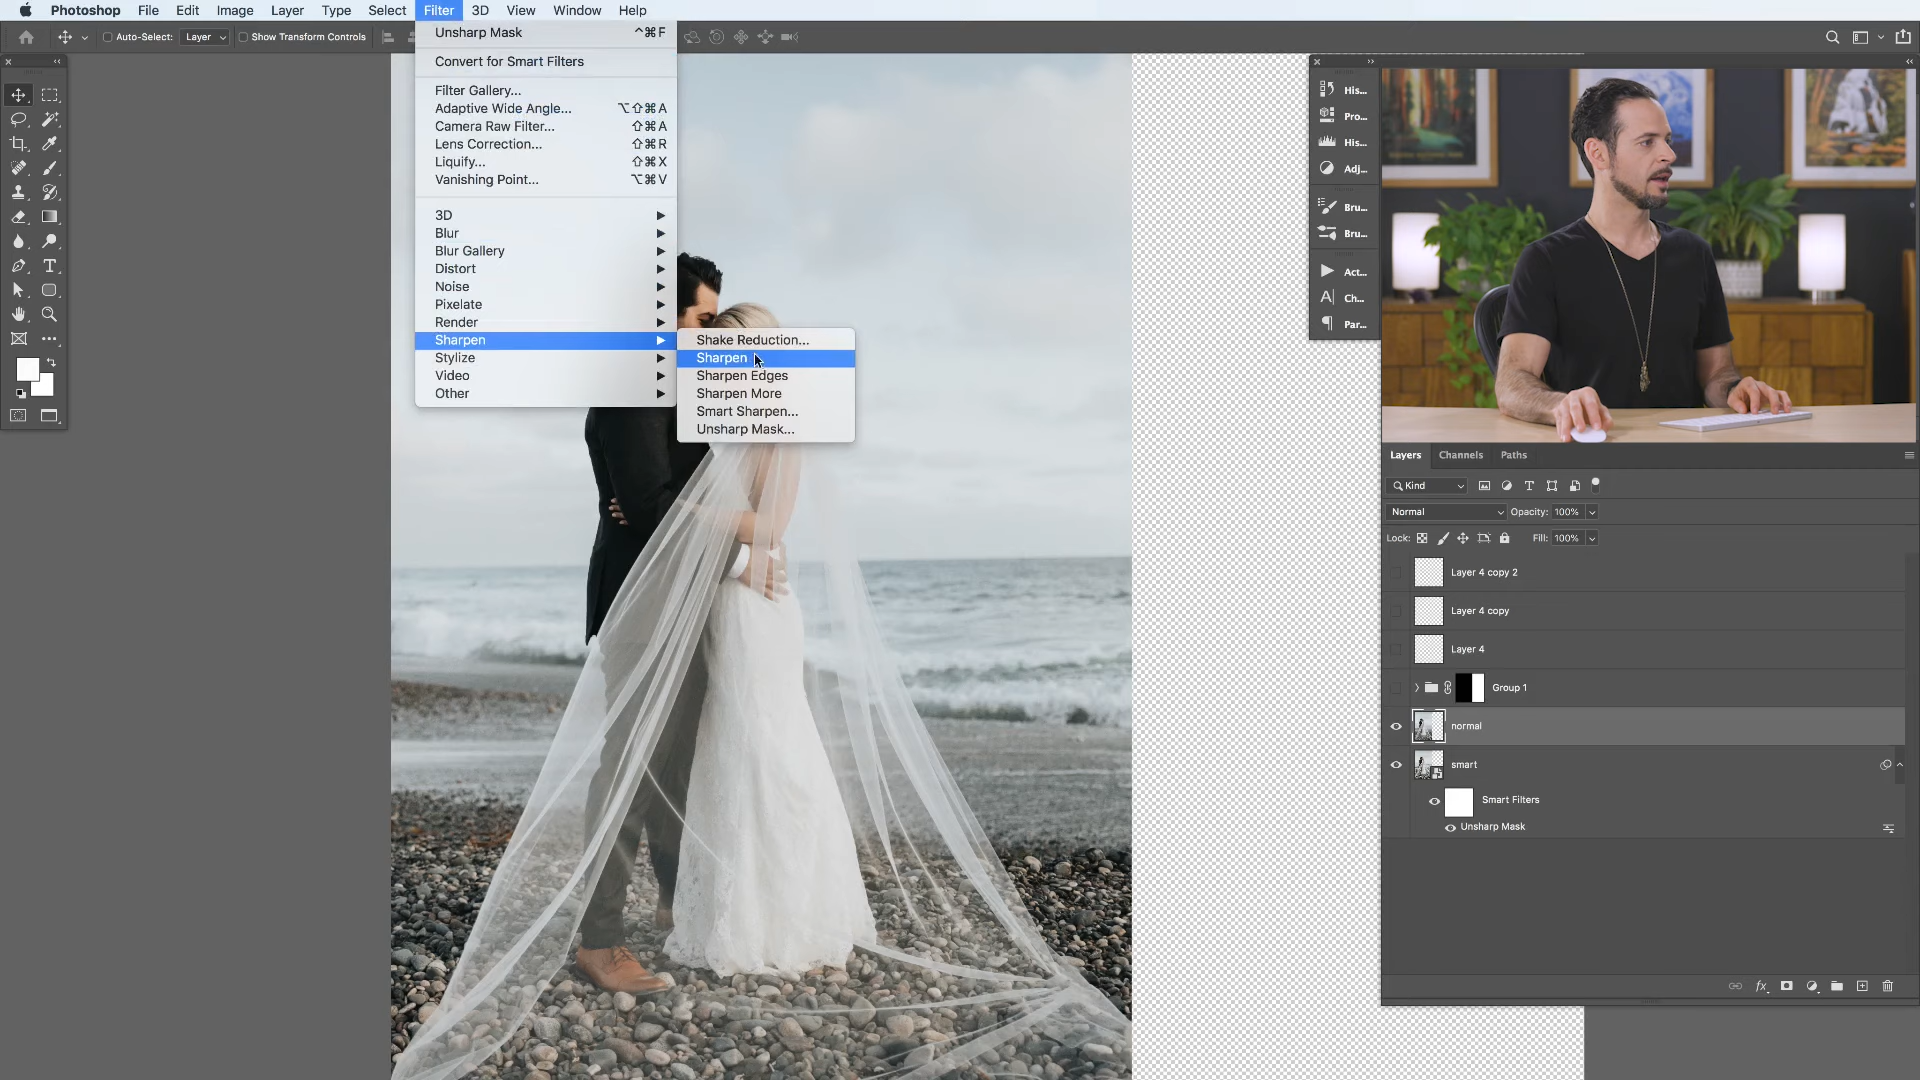 Photoshop File Edit Image Layer Type Select Filter 3D View Window Help
Auto-Select: Layer Show Transform Controls
Unsharp Mask ^⌘F
Convert for Smart Filters
Filter Gallery...
Adaptive Wide Angle... ⌥⇧⌘A
Camera Raw Filter... ⇧⌘A
Lens Correction... ⇧⌘R
Liquify... ⇧⌘X
Vanishing Point... ⌥⌘V
3D
Blur
Blur Gallery
Distort
Noise
Pixelate
Render
Sharpen
Stylize
Video
Other
Shake Reduction...
Sharpen
Sharpen Edges
Sharpen More
Smart Sharpen...
Unsharp Mask...
His...
Pro...
His...
Adj...
Bru...
Bru...
Act...
Ch...
Par...
Layers Channels Paths
Kind
Normal Opacity: 100%
Lock: Fill: 100%
Layer 4 copy 2
Layer 4 copy
Layer 4
Group 1
normal
smart
Smart Filters
Unsharp Mask